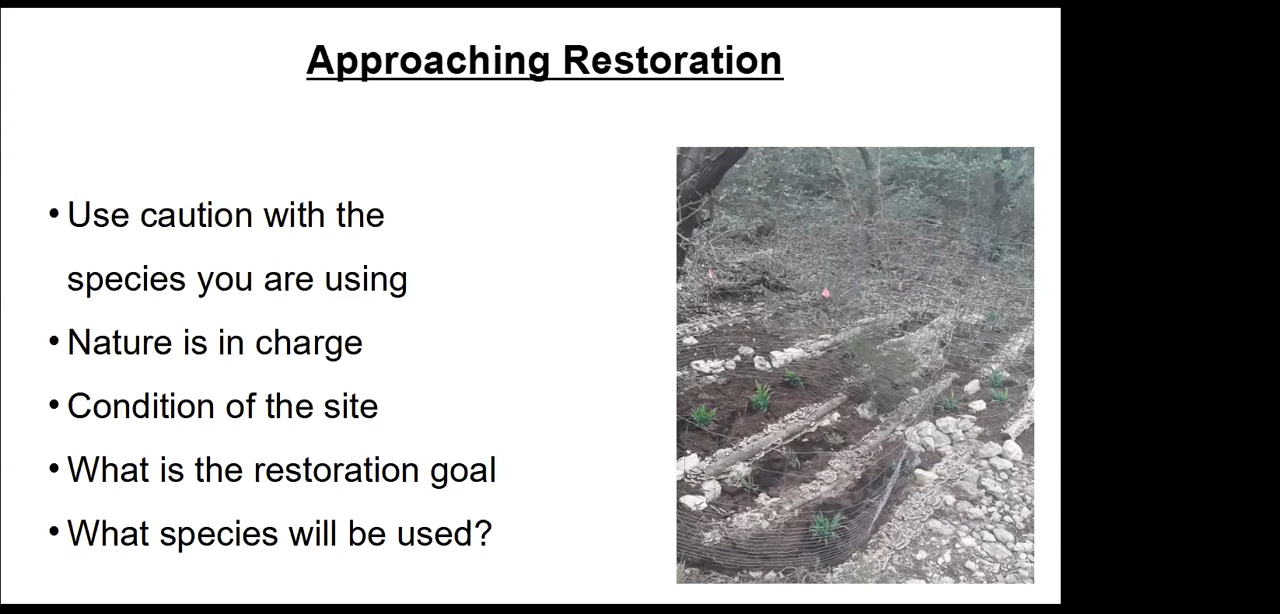 Approaching Restoration
• Use caution with the
species you are using
• Nature is in charge
• Condition of the site
• What is the restoration goal
• What species will be used?